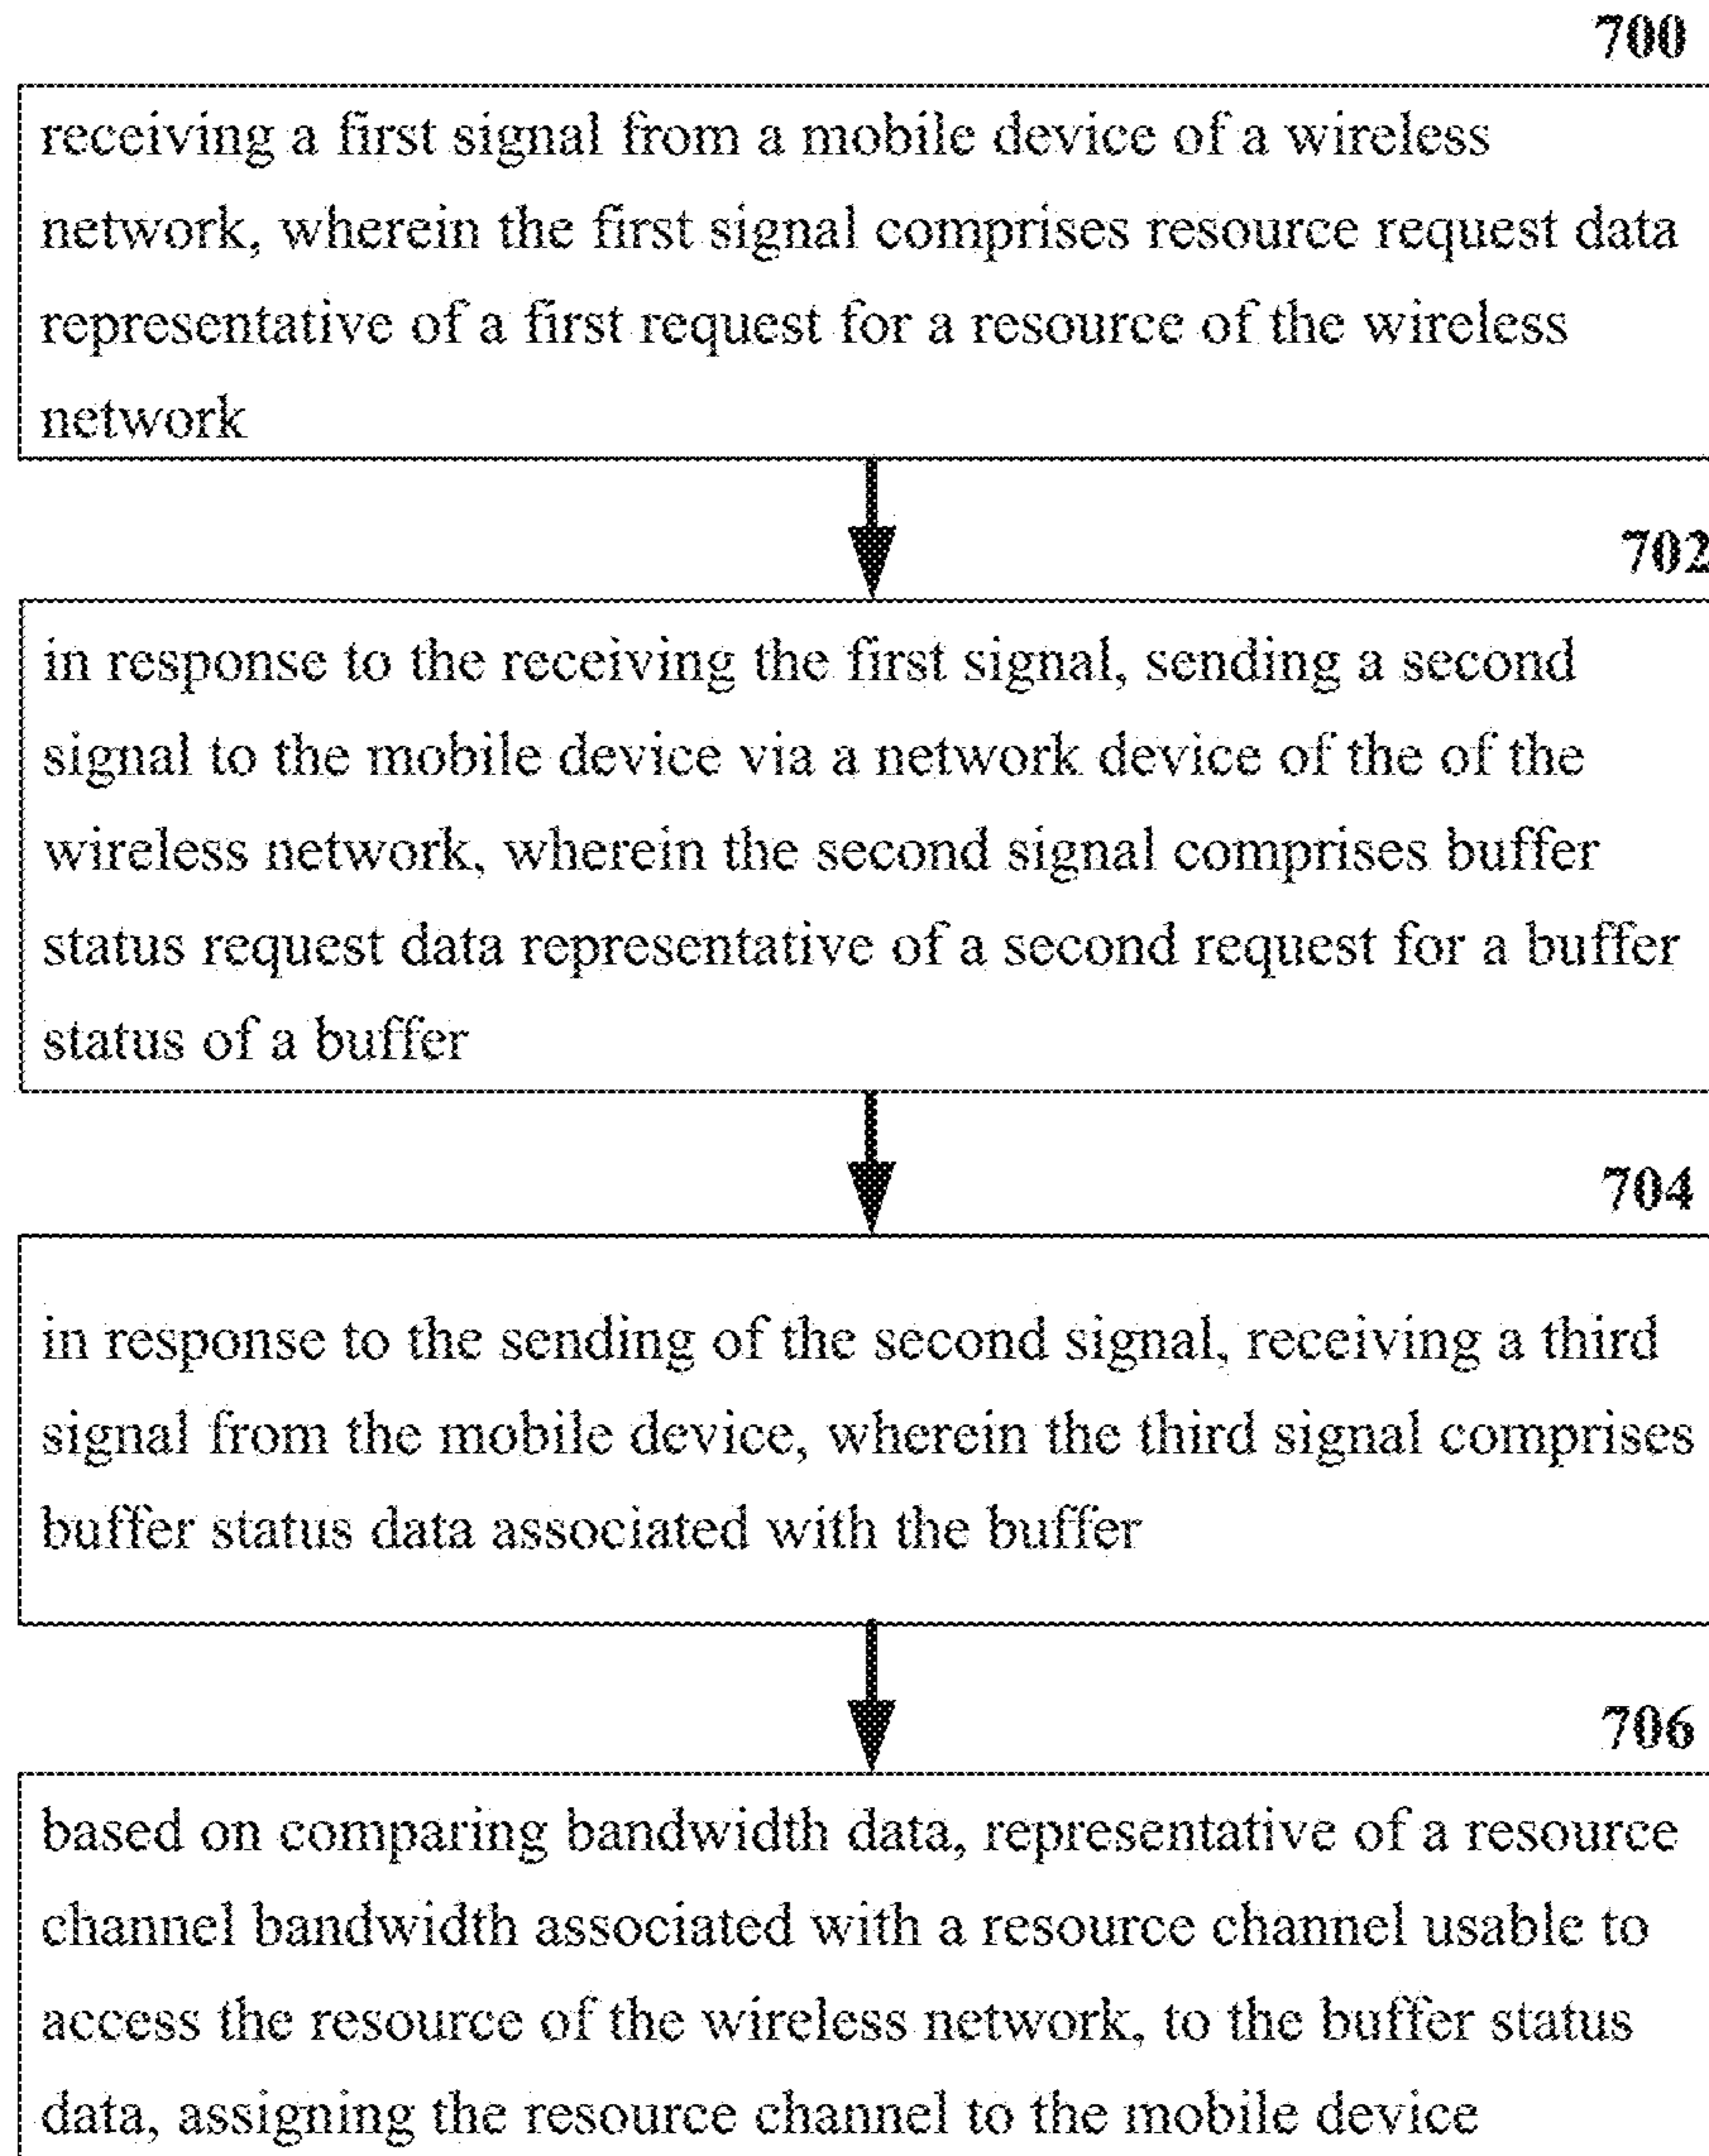 700
receiving a first signal from a mobile device of a wireless
network, wherein the first signal comprises resource request data
representative of a first request for a resource of the wireless
network
702
in response to the receiving the first signal, sending a second
signal to the mobile device via a network device of the of the
wireless network, wherein the second signal comprises buffer
status request data representative of a second request for a buffer
status of a buffer
704
in response to the sending of the second signal, receiving a third
signal from the mobile device, wherein the third signal comprises
buffer status data associated with the buffer
706
based on comparing bandwidth data, representative of a resource
channel bandwidth associated with a resource channel usable to
access the resource of the wireless network, to the buffer status
data, assigning the resource channel to the mobile device